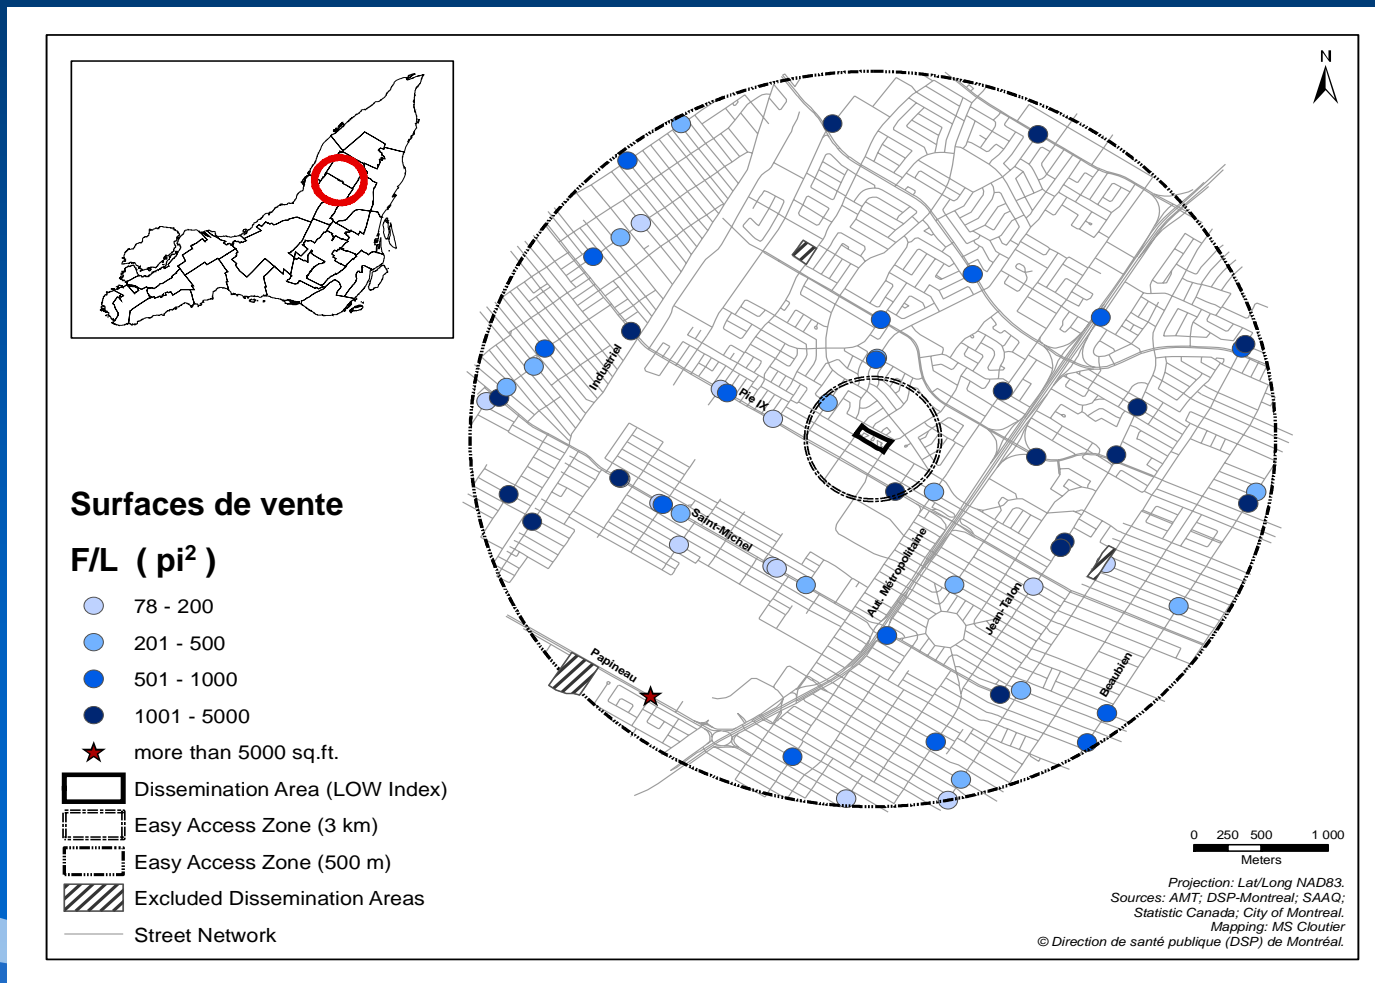 N
Industriel
Pie IX
Saint-Michel
Aut. Métropolitaine
Jean-Talon
Papineau
Beaubien
Surfaces de vente
F/L ( pi² )
78 - 200
201 - 500
501 - 1000
1001 - 5000
more than 5000 sq.ft.
Dissemination Area (LOW Index)
Easy Access Zone (3 km)
Easy Access Zone (500 m)
Excluded Dissemination Areas
Street Network
0 250 500 1 000
Meters
Projection: Lat/Long NAD83.
Sources: AMT; DSP-Montreal; SAAQ;
Statistic Canada; City of Montreal.
Mapping: MS Cloutier
© Direction de santé publique (DSP) de Montréal.